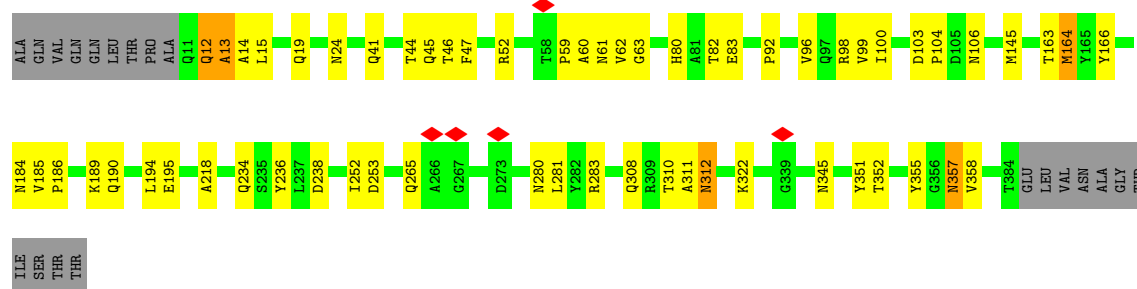 ALA GLN VAL GLN GLN LEU THR PRO ALA Q11 Q12 A13 A14 L15 Q19 N24 Q41 T44 Q45 T46 F47 R52 T58 P59 A60 N61 V62 G63 H80 A81 T82 E83 P92 V96 Q97 R98 V99 I100 D103 P104 D105 N106 M145 T163 M164 Y165 Y166
N184 V185 P186 K189 Q190 L194 E195 A218 Q234 S235 Y236 L237 D238 I252 D253 Q265 A266 G267 D273 N280 L281 Y282 R283 Q308 R309 T310 A311 N312 K322 G339 N345 Y351 T352 Y355 G356 N357 V358 T384 GLU LEU VAL ASN ALA GLY THR
ILE SER THR THR